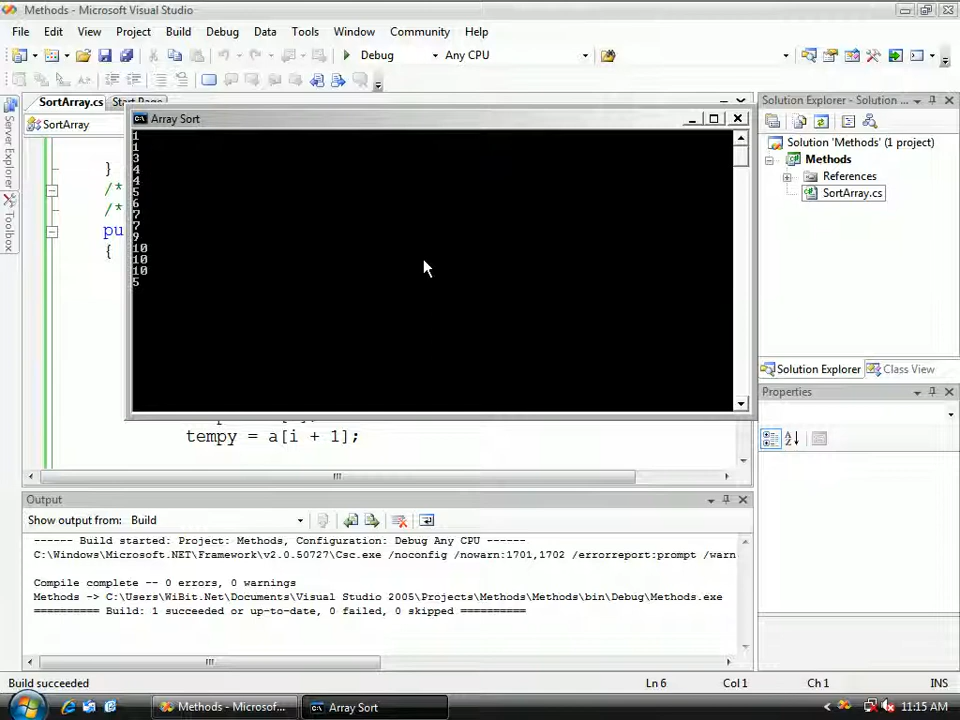 Methods - Microsoft Visual Studio
File Edit View Project Build Debug Data Tools Window Community Help
Debug Any CPU
SortArray.cs Start Page
Solution Explorer - Solution ...
Array Sort
SortArray
Server Explorer
Toolbox
1
1
3
4
4
5
6
7
7
9
10
10
10
5
}
/*
/*
pu
{
tempy = a[i + 1];
Solution 'Methods' (1 project)
Methods
References
SortArray.cs
Solution Explorer Class View
Properties
Output
Show output from: Build
------ Build started: Project: Methods, Configuration: Debug Any CPU ------
C:\Windows\Microsoft.NET\Framework\v2.0.50727\Csc.exe /noconfig /nowarn:1701,1702 /errorreport:prompt /warn
Compile complete -- 0 errors, 0 warnings
Methods -> C:\Users\WiBit.Net\Documents\Visual Studio 2005\Projects\Methods\Methods\bin\Debug\Methods.exe
========== Build: 1 succeeded or up-to-date, 0 failed, 0 skipped ==========
Build succeeded Ln 6 Col 1 Ch 1 INS
Methods - Microsof... Array Sort 11:15 AM